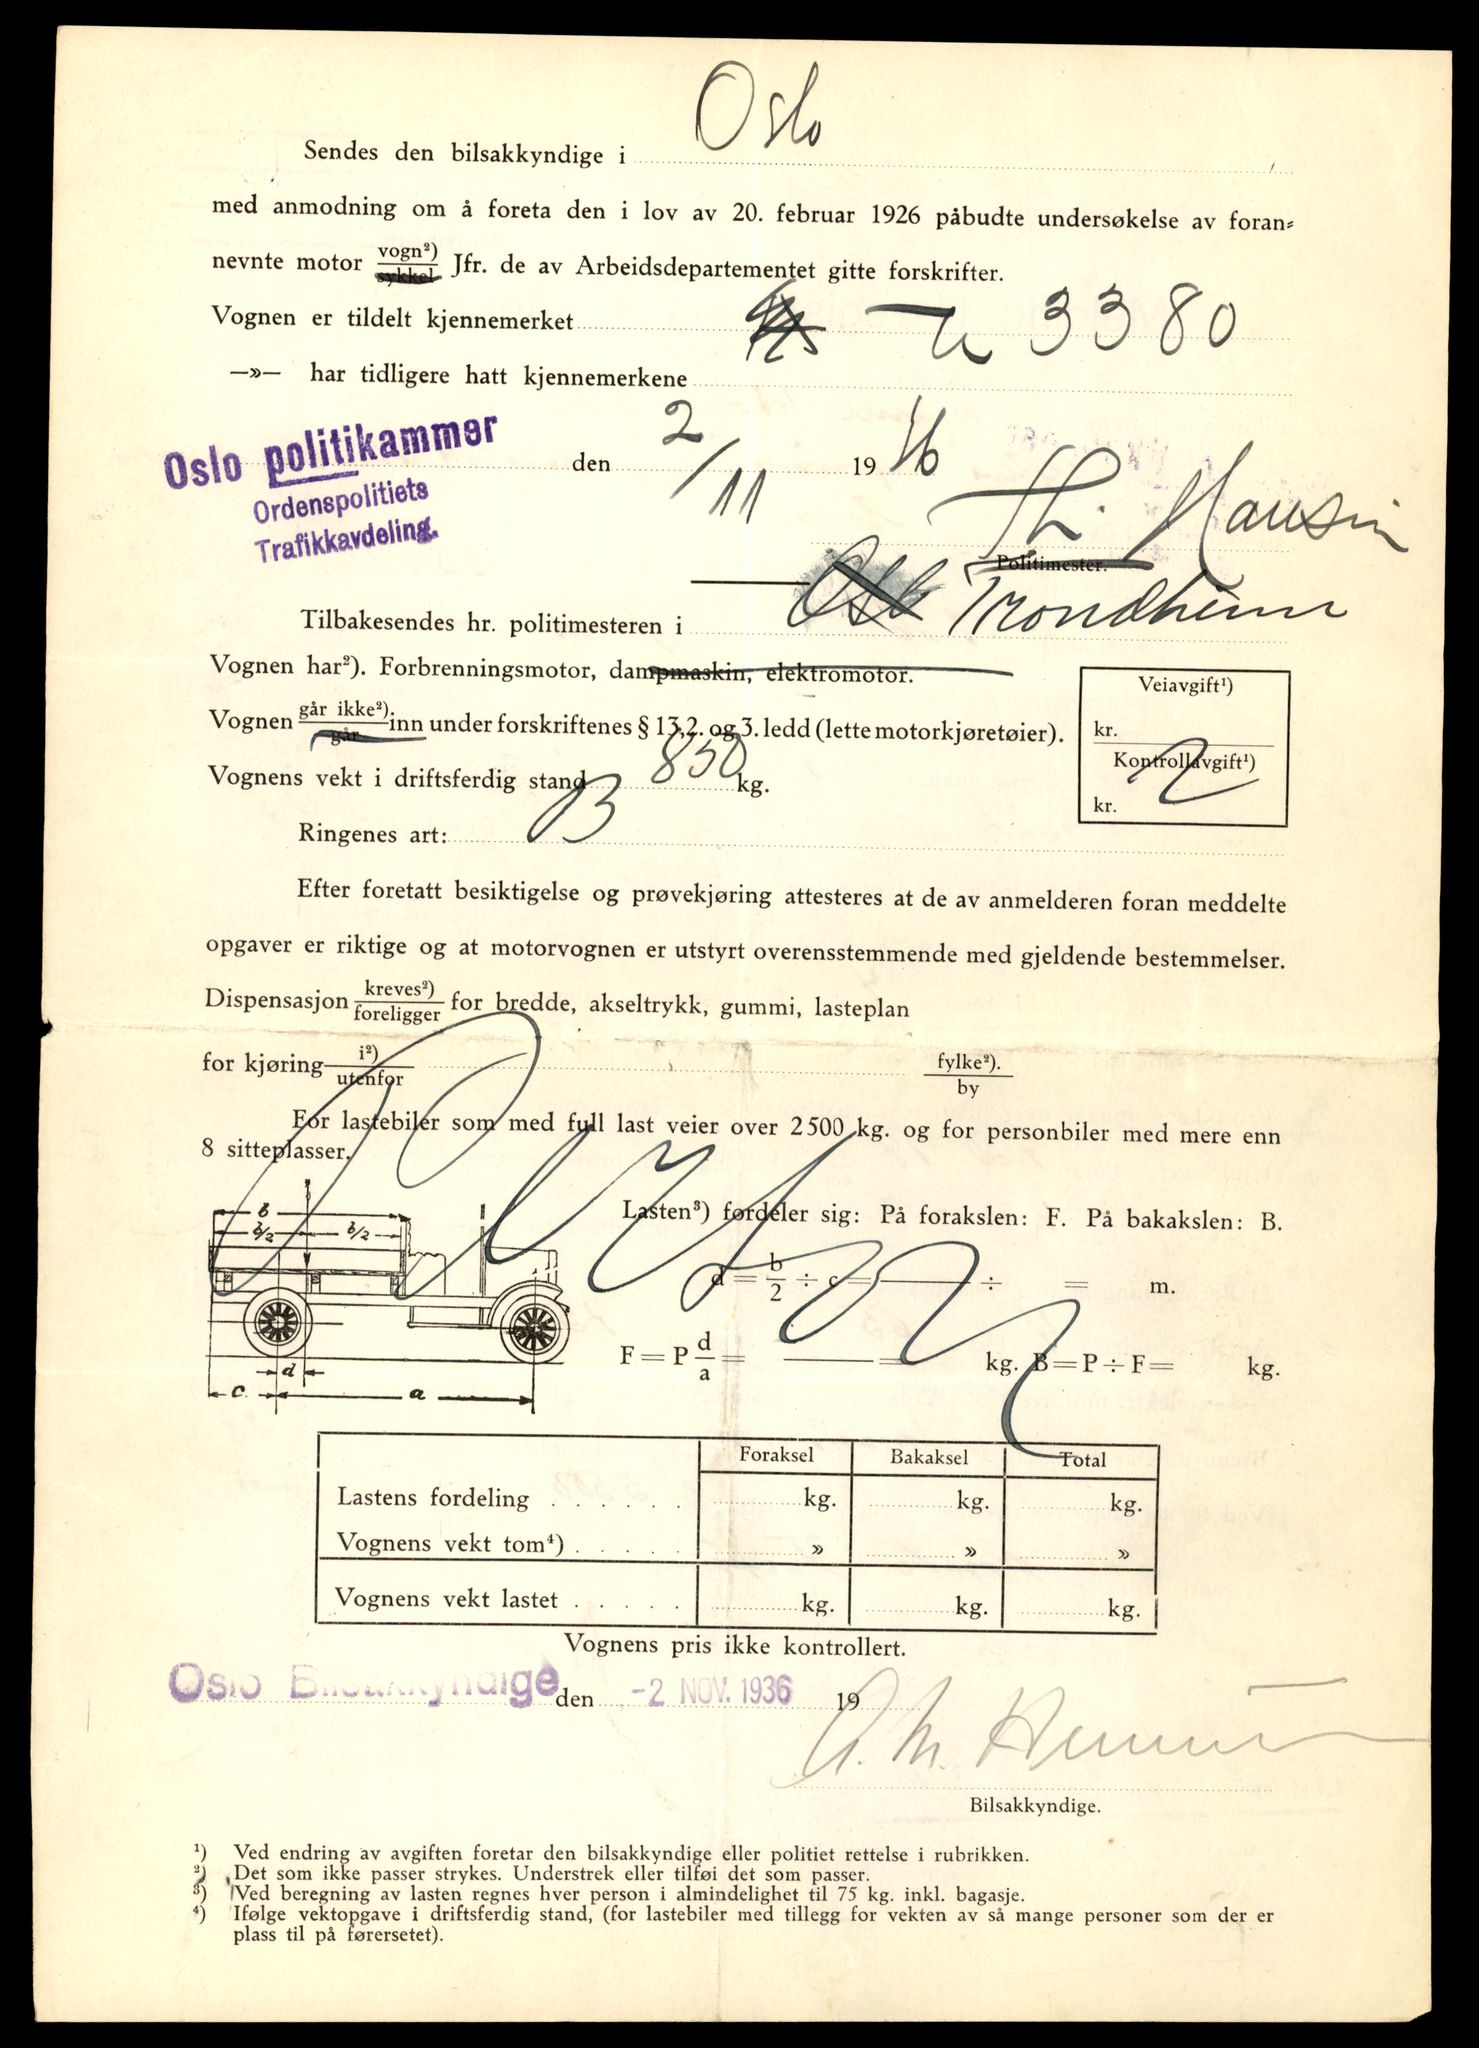 Sendes den bilsakkyndige i Oslo
med anmodning om å foreta den i lov av 20. februar 1926 påbudte undersøkelse av foran=
nevnte motor vogn²) sykkel Jfr. de av Arbeidsdepartementet gitte forskrifter.
Vognen er tildelt kjennemerket U 3380
—»— har tidligere hatt kjennemerkene
Oslo politikammer den 2/11 19 36
Ordenspolitiets
Trafikkavdeling.
Th. Hansen
Politimester.
Tilbakesendes hr. politimesteren i Oslo Trondheim
Vognen har²). Forbrenningsmotor, dampmaskin, elektromotor.
Veiavgift¹)
Vognen går ikke²) går inn under forskriftenes § 13,2. og 3. ledd (lette motorkjøretøier).
kr.
Kontrollavgift¹)
Vognens vekt i driftsferdig stand 850 kg.
kr. 2
Ringenes art: B
Efter foretatt besiktigelse og prøvekjøring attesteres at de av anmelderen foran meddelte
opgaver er riktige og at motorvognen er utstyrt overensstemmende med gjeldende bestemmelser.
Dispensasjon kreves²) foreligger for bredde, akseltrykk, gummi, lasteplan
for kjøring i²) utenfor fylke²). by
For lastebiler som med full last veier over 2500 kg. og for personbiler med mere enn
8 sitteplasser.
b
b/2 b/2
Lasten³) fordeler sig: På forakslen: F. På bakakslen: B.
d = b/2 ÷ c = —— ÷ = m.
F = P d/a = —— = kg. B = P ÷ F = kg.
d
c a
Foraksel Bakaksel Total
Lastens fordeling . . . . . . kg. kg. kg.
Vognens vekt tom⁴) . . . . . » » »
Vognens vekt lastet . . . . . kg. kg. kg.
Vognens pris ikke kontrollert.
Oslo Bilsakkyndige den -2 NOV. 1936 19
Bilsakkyndige.
¹) Ved endring av avgiften foretar den bilsakkyndige eller politiet rettelse i rubrikken.
²) Det som ikke passer strykes. Understrek eller tilføi det som passer.
³) Ved beregning av lasten regnes hver person i almindelighet til 75 kg. inkl. bagasje.
⁴) Ifølge vektopgave i driftsferdig stand, (for lastebiler med tillegg for vekten av så mange personer som der er
plass til på førersetet).